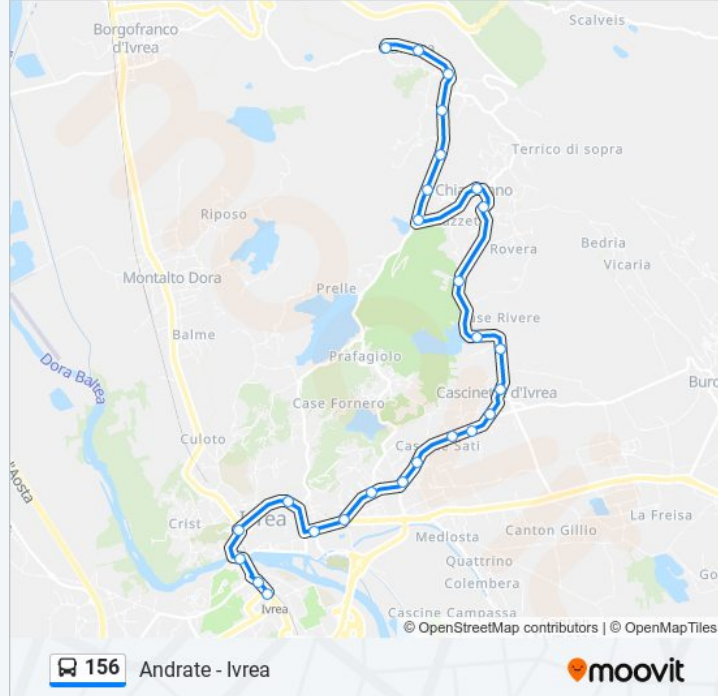 Scalveis
Borgofranco
d'Ivrea
Terrico di sopra
Riposo
Rovera
Bedria
Vicaria
Montalto Dora
Prelle
Balme
Prafagiolo
Dora Baltea
Case Fornero
Culoto
"Aosta
Crist
Ivrea
Medlosta
Canton Gillio
La Freisa
Quattrino
Colembera
Ivrea
Cascine Campassa
© OpenStreetMap contributors | © OpenMapTiles
156 Andrate - Ivrea
moovit